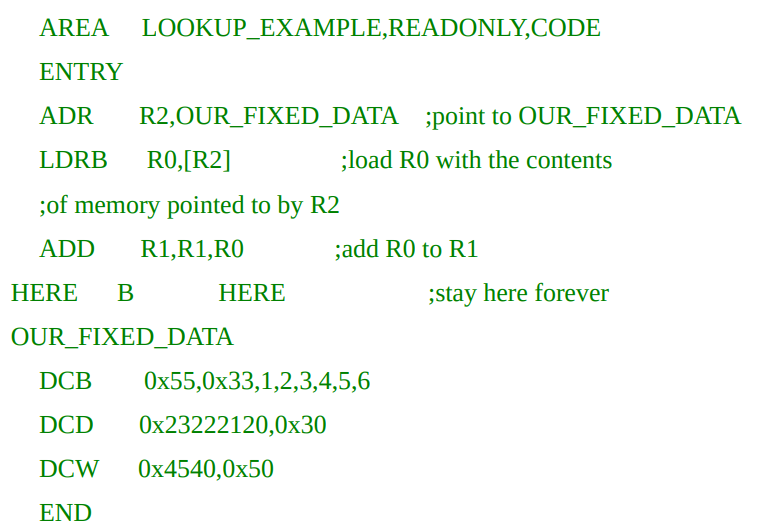 AREA LOOKUP_EXAMPLE,READONLY,CODE
ENTRY
ADR R2,OUR_FIXED_DATA ;point to OUR_FIXED_DATA
LDRB R0,[R2] ;load R0 with the contents
;of memory pointed to by R2
ADD R1,R1,R0 ;add R0 to R1
HERE B HERE ;stay here forever
OUR_FIXED_DATA
DCB 0x55,0x33,1,2,3,4,5,6
DCD 0x23222120,0x30
DCW 0x4540,0x50
END